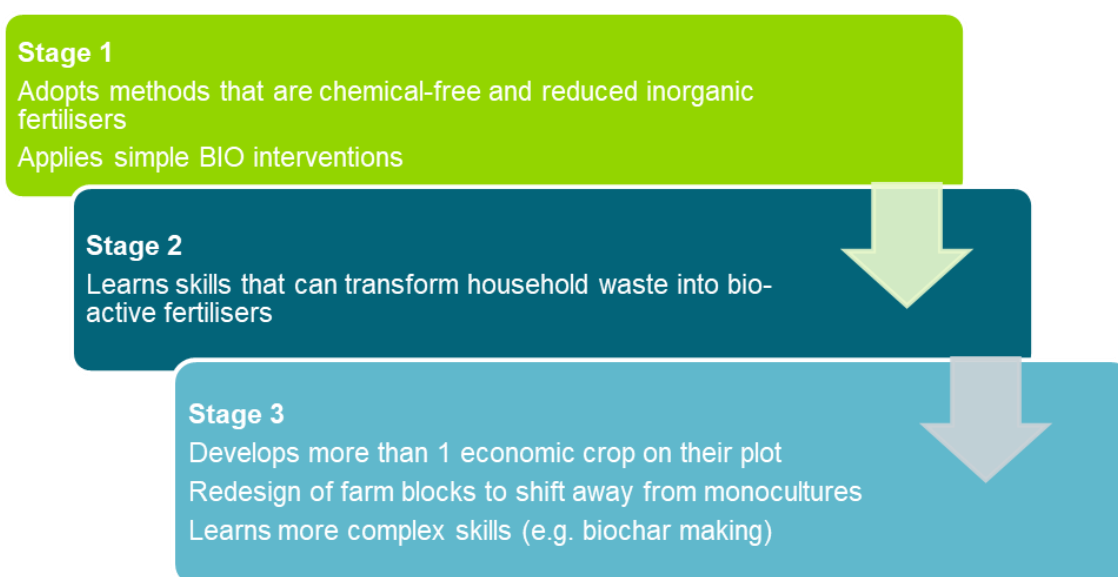 Stage 1
Adopts methods that are chemical-free and reduced inorganic
fertilisers
Applies simple BIO interventions
Stage 2
Learns skills that can transform household waste into bio-
active fertilisers
Stage 3
Develops more than 1 economic crop on their plot
Redesign of farm blocks to shift away from monocultures
Learns more complex skills (e.g. biochar making)